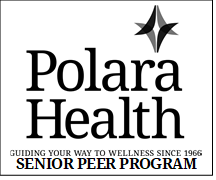 Polara
Health
GUIDING YOUR WAY TO WELLNESS SINCE 1966
SENIOR PEER PROGRAM